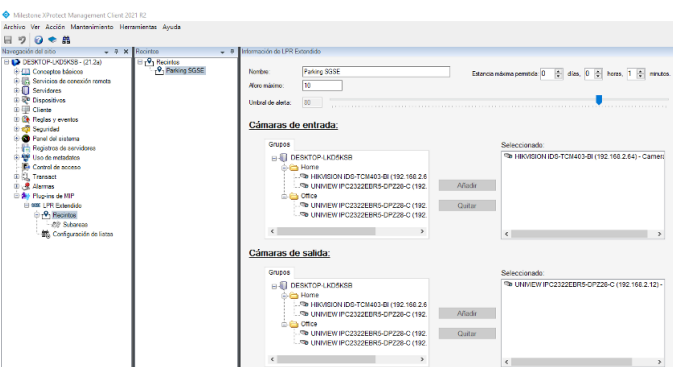 Milestone XProtect Management Client 2021 R2
Archivo Ver Acción Mantenimiento Herramientas Ayuda
Navegación del sitio
DESKTOP-LKD5KSB - (21.2a)
Conceptos básicos
Servicios de conexión remota
Servidores
Dispositivos
Cliente
Reglas y eventos
Seguridad
Panel del sistema
Registros de servidores
Uso de metadatos
Control de acceso
Transact
Alarmas
Plug-ins de MIP
LPR Extendido
Recintos
Subareas
Configuración de listas
Recintos
Recintos
Parking SGSE
Información de LPR Extendido
Nombre: Parking SGSE
Estancia máxima permitida 0 días, 0 horas, 1 minutos.
Aforo máximo: 10
Umbral de alerta: 80
Cámaras de entrada:
Grupos
DESKTOP-LKD5KSB
Home
HIKVISION iDS-TCM403-BI (192.168.2.6
UNIVIEW IPC2322EBR5-DPZ28-C (192.
Office
UNIVIEW IPC2322EBR5-DPZ28-C (192.
UNIVIEW IPC2322EBR5-DPZ28-C (192.
Añadir
Quitar
Seleccionado:
HIKVISION iDS-TCM403-BI (192.168.2.64) - Camera
Cámaras de salida:
Grupos
DESKTOP-LKD5KSB
Home
HIKVISION iDS-TCM403-BI (192.168.2.6
UNIVIEW IPC2322EBR5-DPZ28-C (192.
Office
UNIVIEW IPC2322EBR5-DPZ28-C (192.
UNIVIEW IPC2322EBR5-DPZ28-C (192.
Añadir
Quitar
Seleccionado:
UNIVIEW IPC2322EBR5-DPZ28-C (192.168.2.12) -